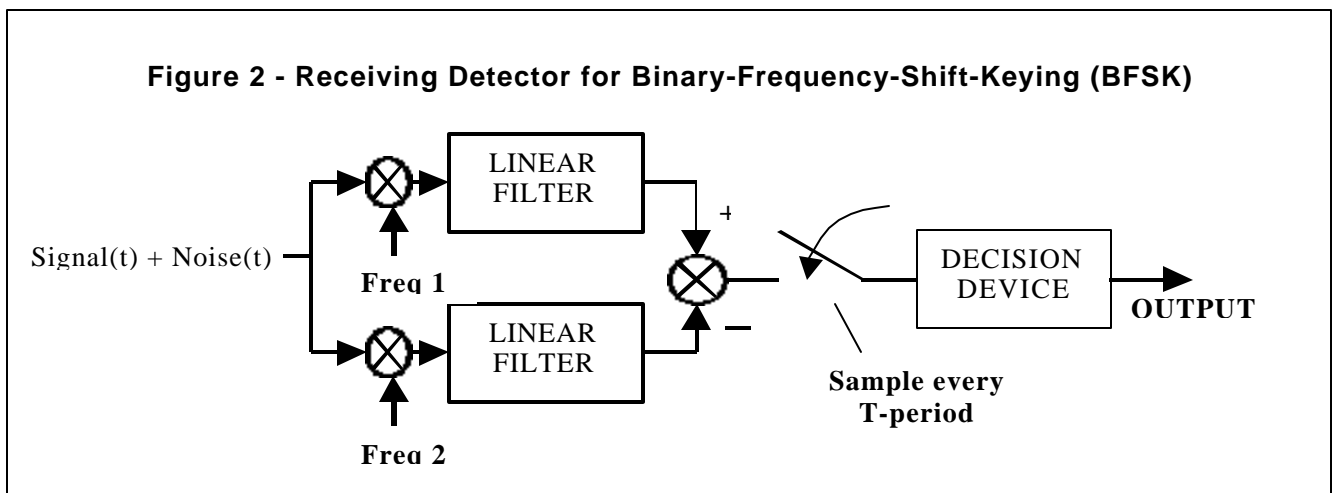 Figure 2 - Receiving Detector for Binary-Frequency-Shift-Keying (BFSK)
LINEAR
FILTER
+
Signal(t) + Noise(t)
Freq 1
DECISION
DEVICE
OUTPUT
LINEAR
FILTER
—
Sample every
T-period
Freq 2